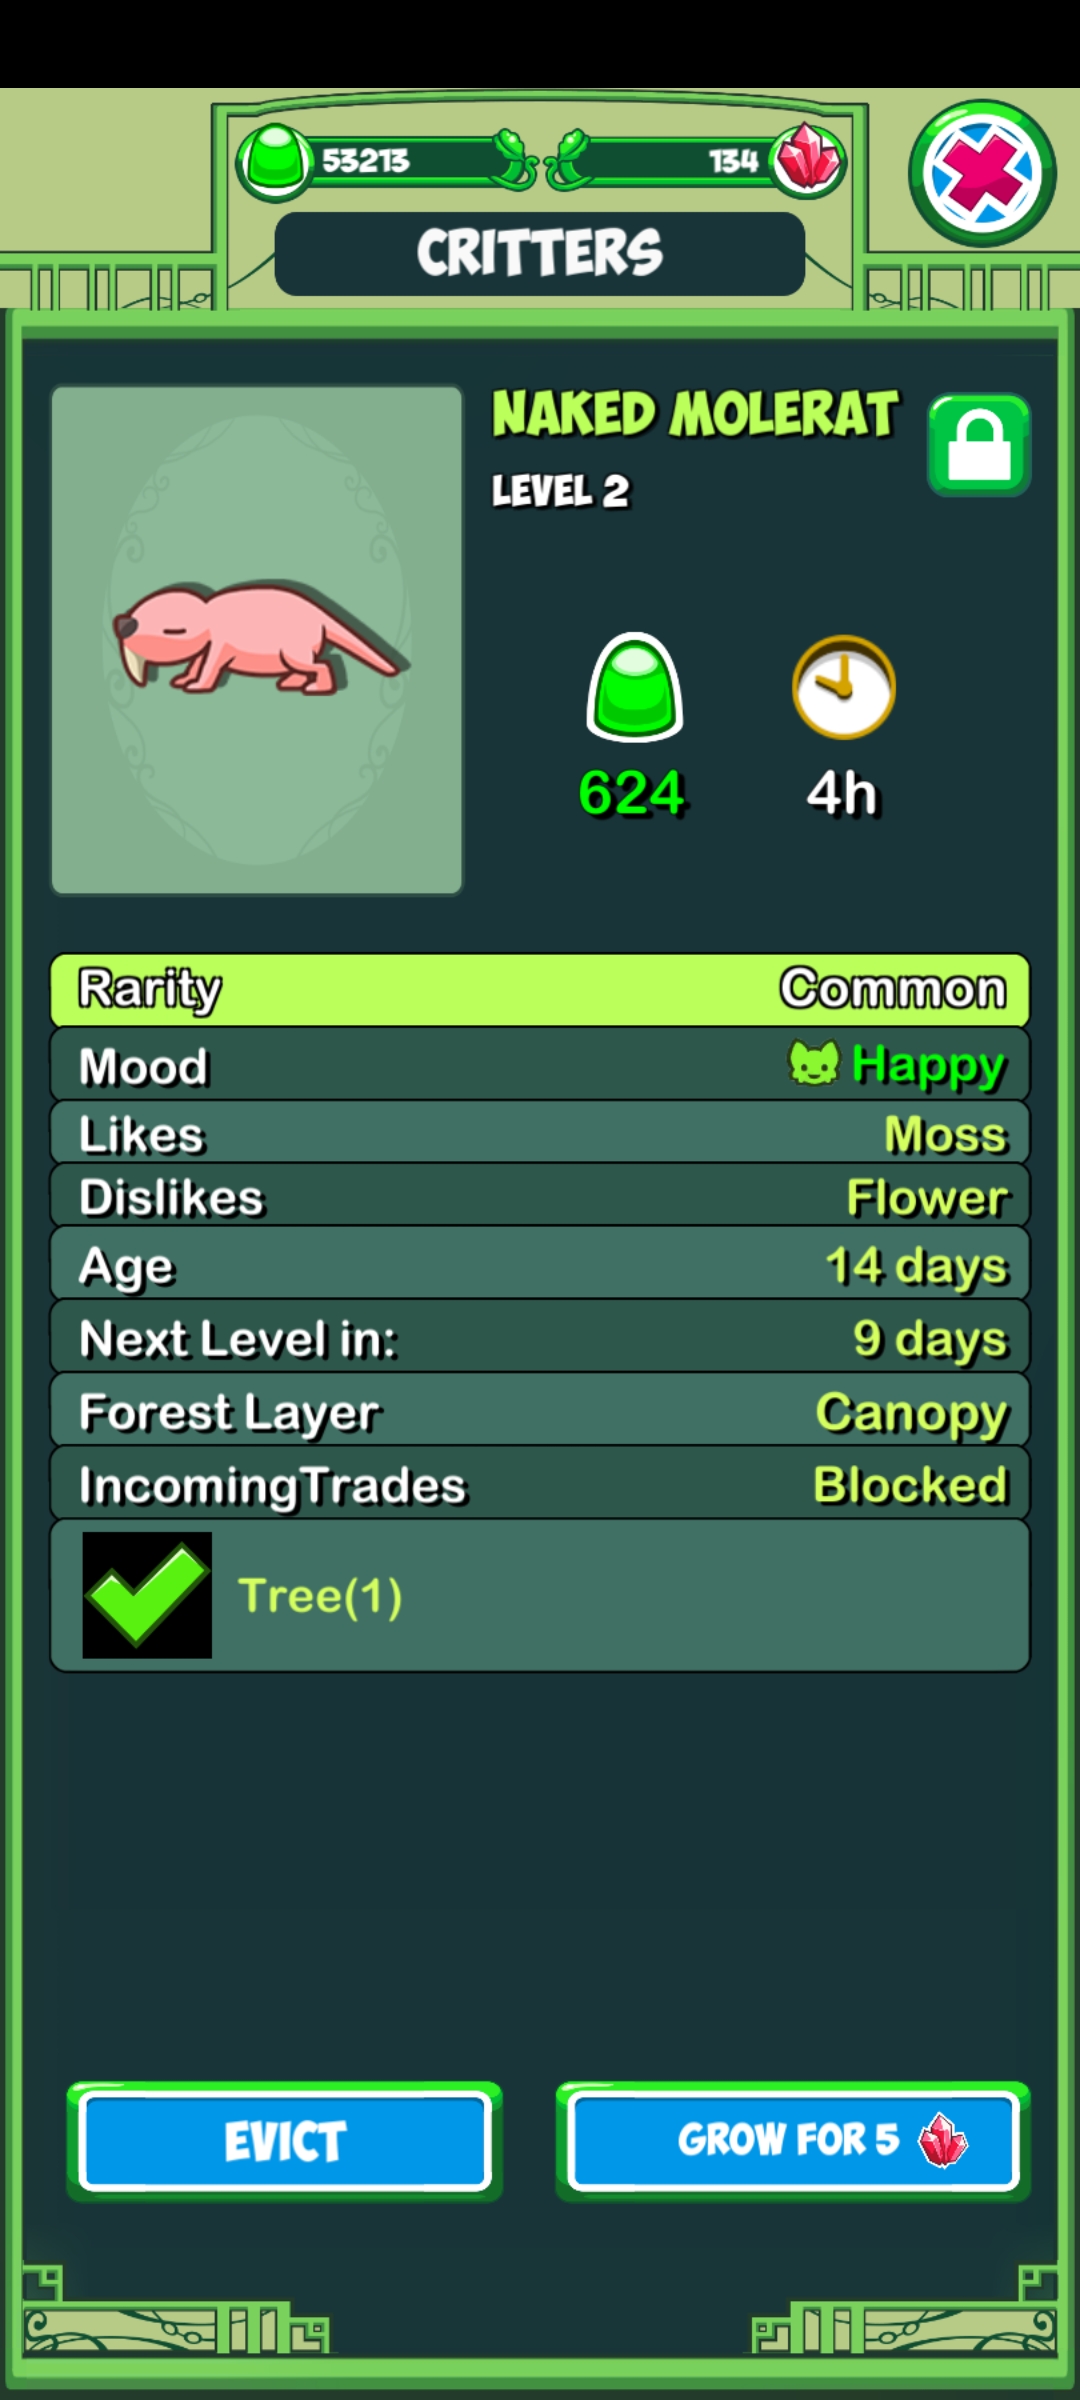 53213 134
CRITTERS
NAKED MOLERAT
LEVEL 2
624 4h
Rarity Common
Mood Happy
Likes Moss
Dislikes Flower
Age 14 days
Next Level in: 9 days
Forest Layer Canopy
IncomingTrades Blocked
Tree(1)
EVICT GROW FOR 5